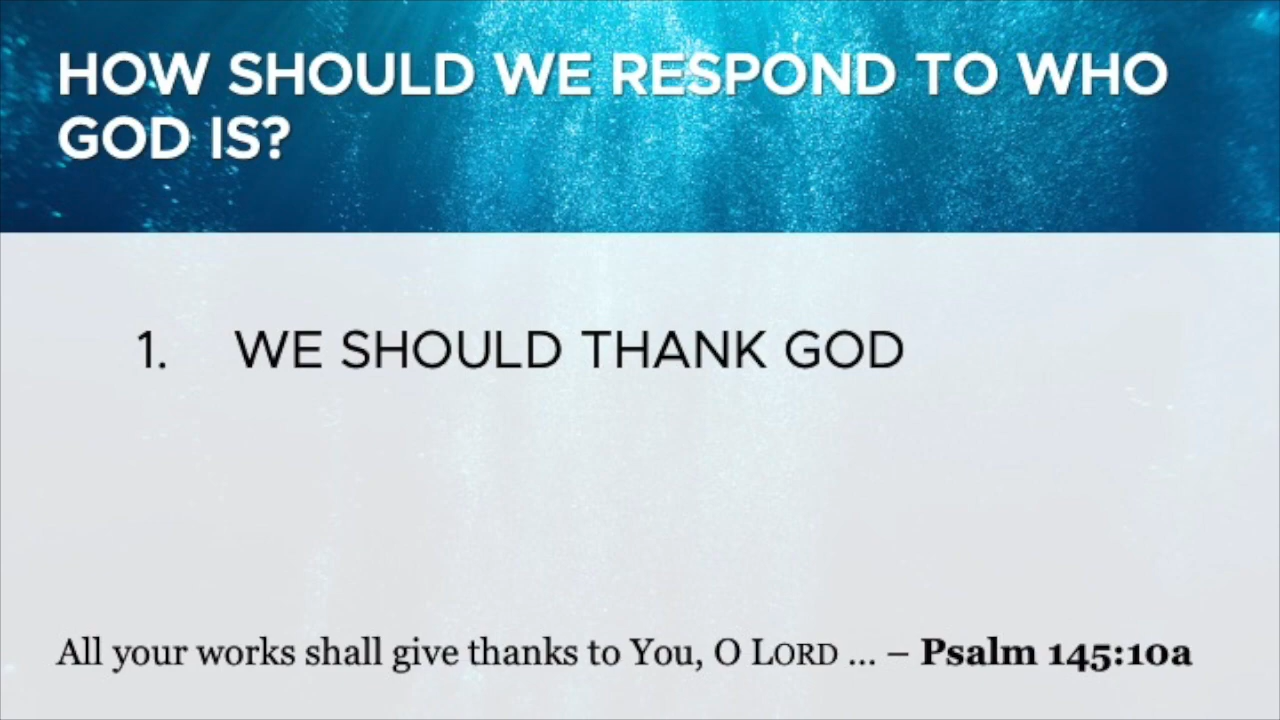 HOW SHOULD WE RESPOND TO WHO
GOD IS?
1. WE SHOULD THANK GOD
All your works shall give thanks to You, O LORD ... – Psalm 145:10a